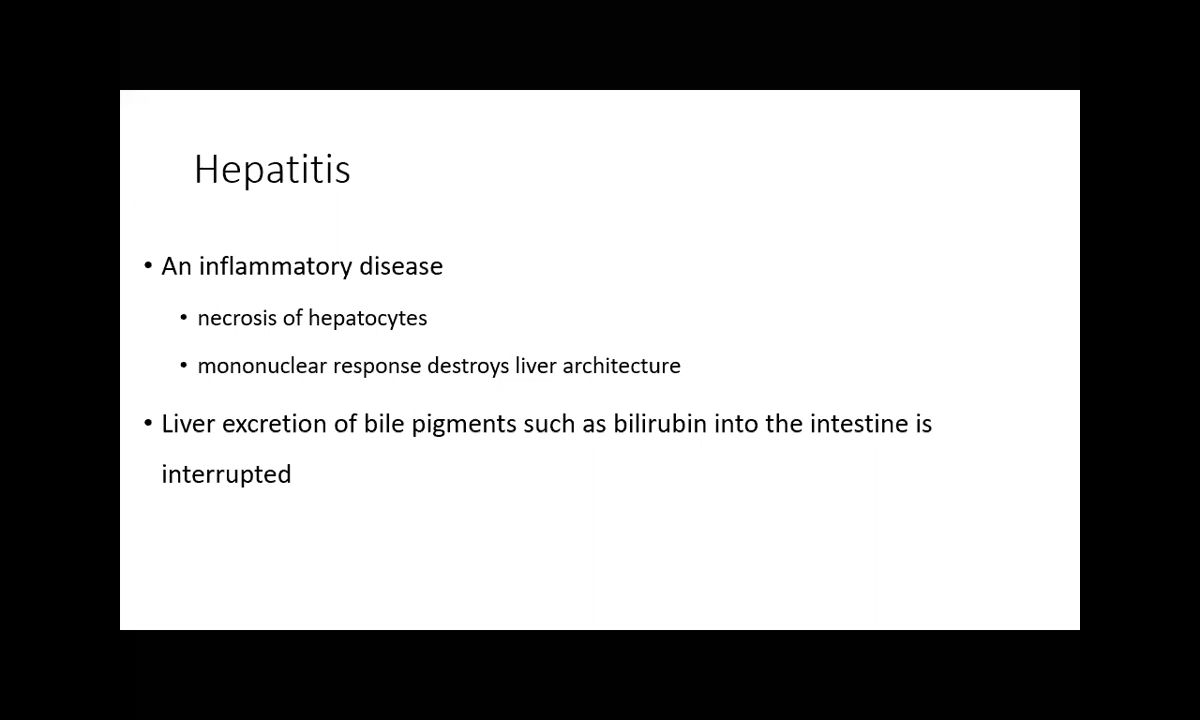 Hepatitis
• An inflammatory disease
• necrosis of hepatocytes
• mononuclear response destroys liver architecture
• Liver excretion of bile pigments such as bilirubin into the intestine is
interrupted